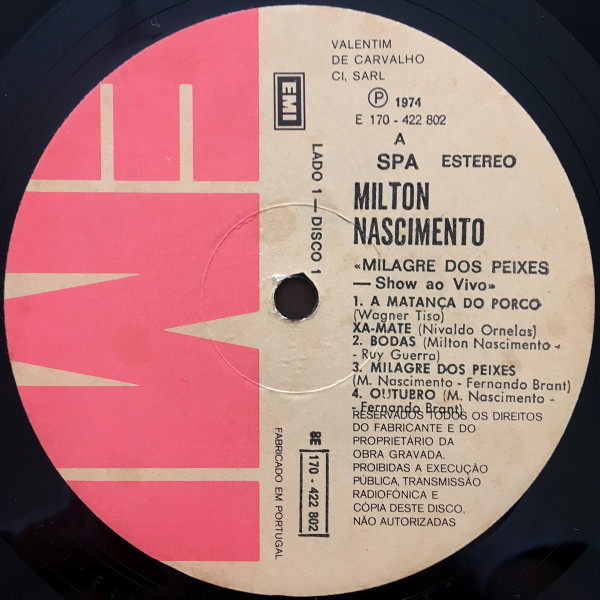 VALENTIM
DE CARVALHO
CI, SARL
EMI
Ⓟ 1974
E 170 - 422 802
A
SPA ESTEREO
LADO 1 — DISCO 1
MILTON
NASCIMENTO
«MILAGRE DOS PEIXES
— Show ao Vivo»
1. A MATANÇA DO PORCO
(Wagner Tiso)
XA-MATE (Nivaldo Ornelas)
2. BODAS (Milton Nascimento -
- Ruy Guerra)
3. MILAGRE DOS PEIXES
(M. Nascimento - Fernando Brant)
4. OUTUBRO (M. Nascimento -
- Fernando Brant)
RESERVADOS TODOS OS DIREITOS
DO FABRICANTE E DO
PROPRIETÁRIO DA
OBRA GRAVADA.
PROIBIDAS A EXECUÇÃO
PÚBLICA, TRANSMISSÃO
RADIOFÓNICA E
CÓPIA DESTE DISCO,
NÃO AUTORIZADAS
8E 170 - 422 802
FABRICADO EM PORTUGAL
EMI